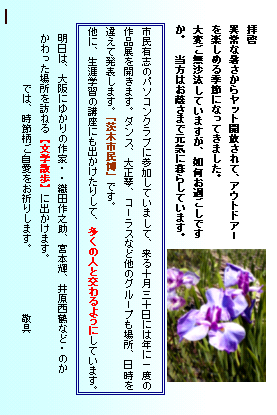 拝啓
異常な暑さからヤット開放されて、アウトドアー
を楽しめる季節になってきました。
大変ご無沙汰していますが、如何お過ごしです
か。　当方はお蔭さまで元気に暮らしています。
市民有志のパソコンクラブに参加していまして、来る十月三十日には年に一度の
作品展を開きます。ダンス、大正琴、コーラスなど他のグループも場所、日時を
違えて発表します。「茨木市民博」です。
他に、生涯学習の講座にも出かけたりして、多くの人と交わるようにしています。
明日は、大阪にゆかりの作家・・織田作之助、宮本輝、井原西鶴など・のか
かわった場所を訪ねる【文学散歩】に出かけます。
では、時節柄ご自愛をお祈りします。
敬具